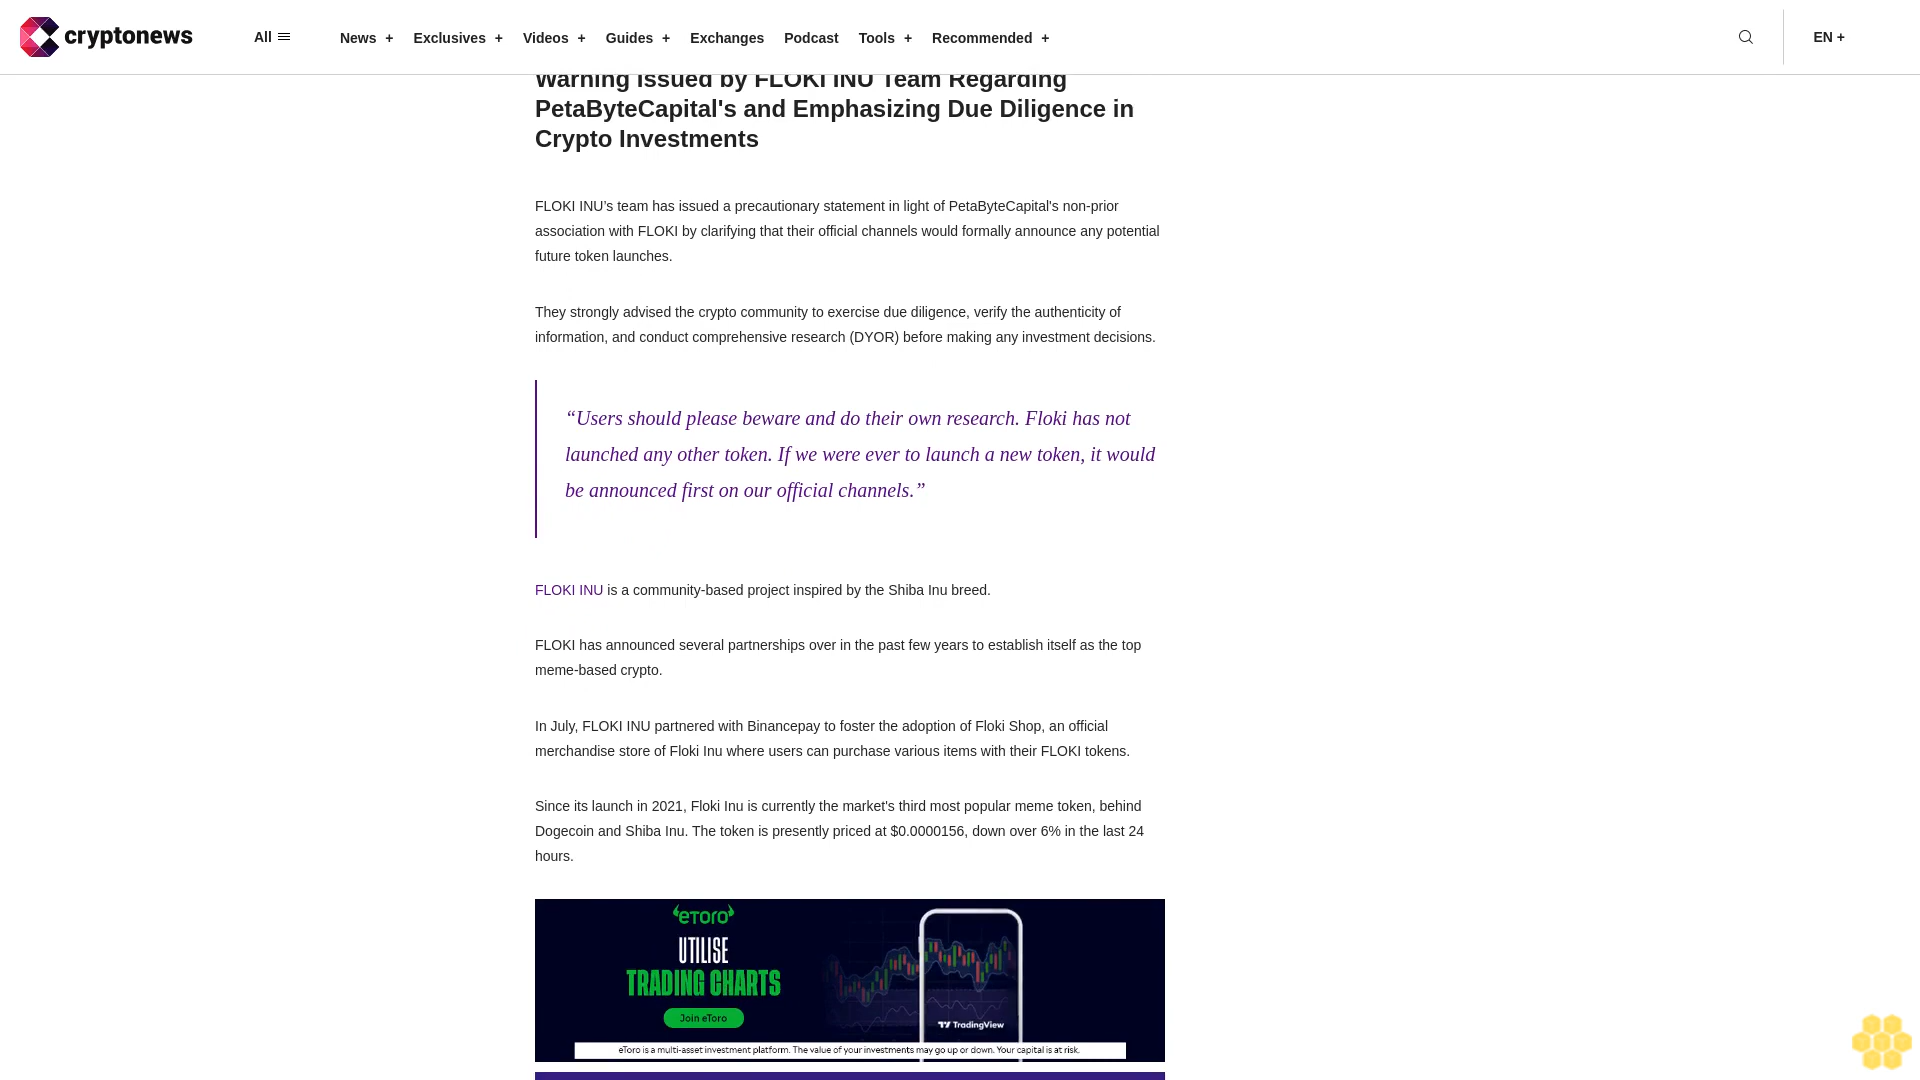 cryptonews
All
News +
Exclusives +
Videos +
Guides +
Exchanges
Podcast
Tools +
Recommended +
EN +
Warning Issued by FLOKI INU Team Regarding
PetaByteCapital's and Emphasizing Due Diligence in
Crypto Investments
FLOKI INU’s team has issued a precautionary statement in light of PetaByteCapital's non-prior
association with FLOKI by clarifying that their official channels would formally announce any potential
future token launches.
They strongly advised the crypto community to exercise due diligence, verify the authenticity of
information, and conduct comprehensive research (DYOR) before making any investment decisions.
“Users should please beware and do their own research. Floki has not
launched any other token. If we were ever to launch a new token, it would
be announced first on our official channels.”
FLOKI INU is a community-based project inspired by the Shiba Inu breed.
FLOKI has announced several partnerships over in the past few years to establish itself as the top
meme-based crypto.
In July, FLOKI INU partnered with Binancepay to foster the adoption of Floki Shop, an official
merchandise store of Floki Inu where users can purchase various items with their FLOKI tokens.
Since its launch in 2021, Floki Inu is currently the market's third most popular meme token, behind
Dogecoin and Shiba Inu. The token is presently priced at $0.0000156, down over 6% in the last 24
hours.
eToro
UTILISE
TRADING CHARTS
Join eToro
TradingView
eToro is a multi-asset investment platform. The value of your investments may go up or down. Your capital is at risk.